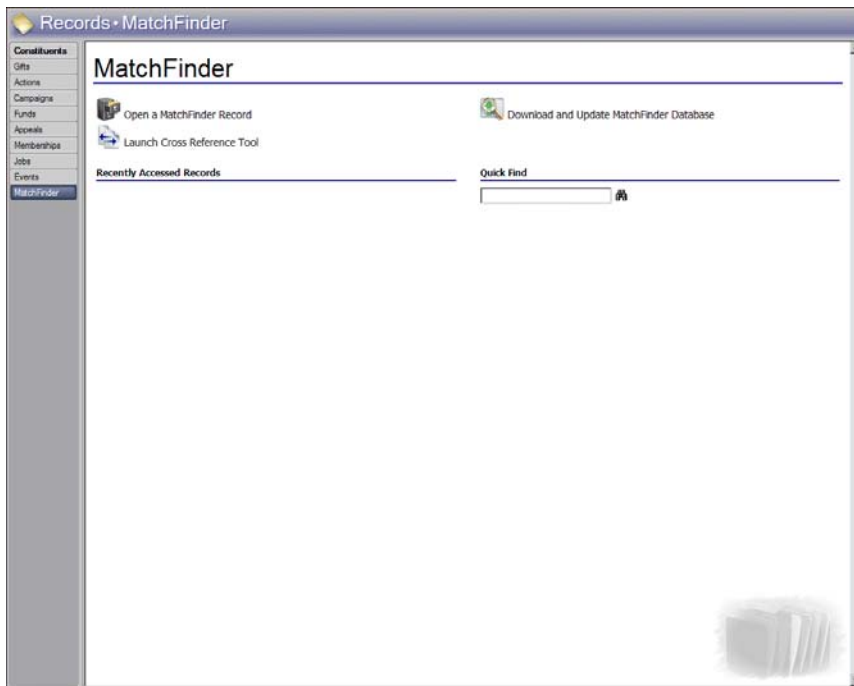 Records • MatchFinder
Constituents
Gifts
Actions
Campaigns
Funds
Appeals
Memberships
Jobs
Events
MatchFinder
MatchFinder
Open a MatchFinder Record
Download and Update MatchFinder Database
Launch Cross Reference Tool
Recently Accessed Records
Quick Find